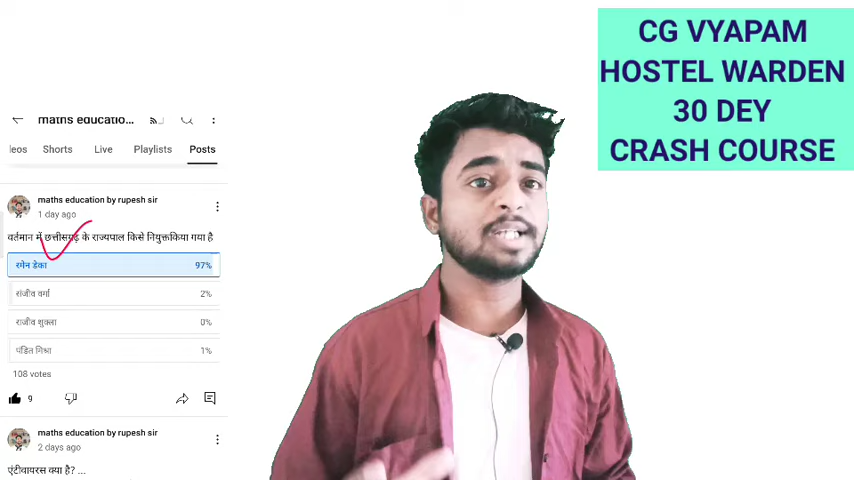 CG VYAPAM
HOSTEL WARDEN
30 DEY
CRASH COURSE
maths educatio...
Shorts
Live
Playlists
Posts
maths education by rupesh sir
1 day ago
वर्तमान में छत्तीसगढ़ के राज्यपाल किसे नियुक्तकिया गया है
रमेन डेका 97%
रांजीव वर्गा 2%
राजीव शुक्ला 0%
पंडित मिश्रा 1%
108 votes
9
maths education by rupesh sir
2 days ago
एंटीवायरस क्या है? ...